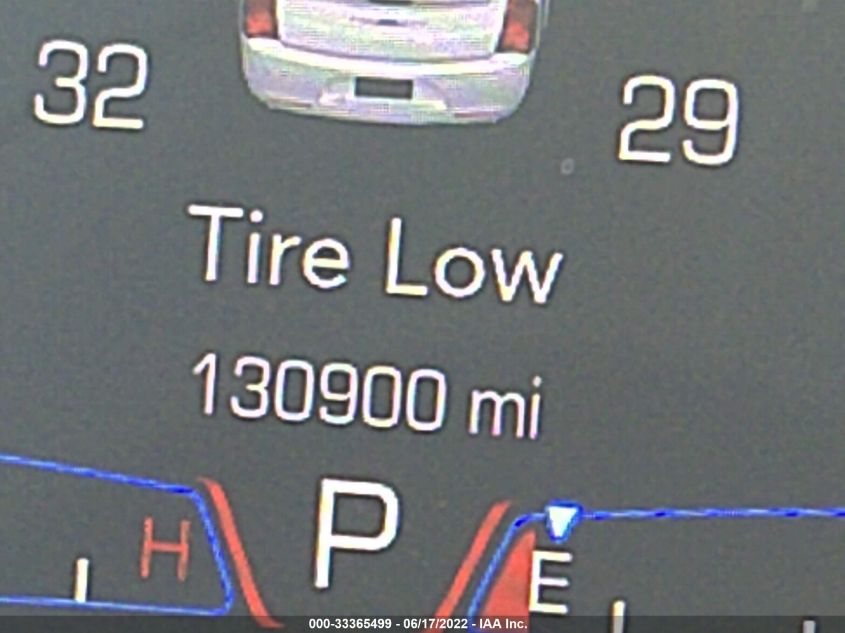 32 29
Tire Low
130900 mi
P
H E
000-33365499 - 06/17/2022 - IAA Inc.